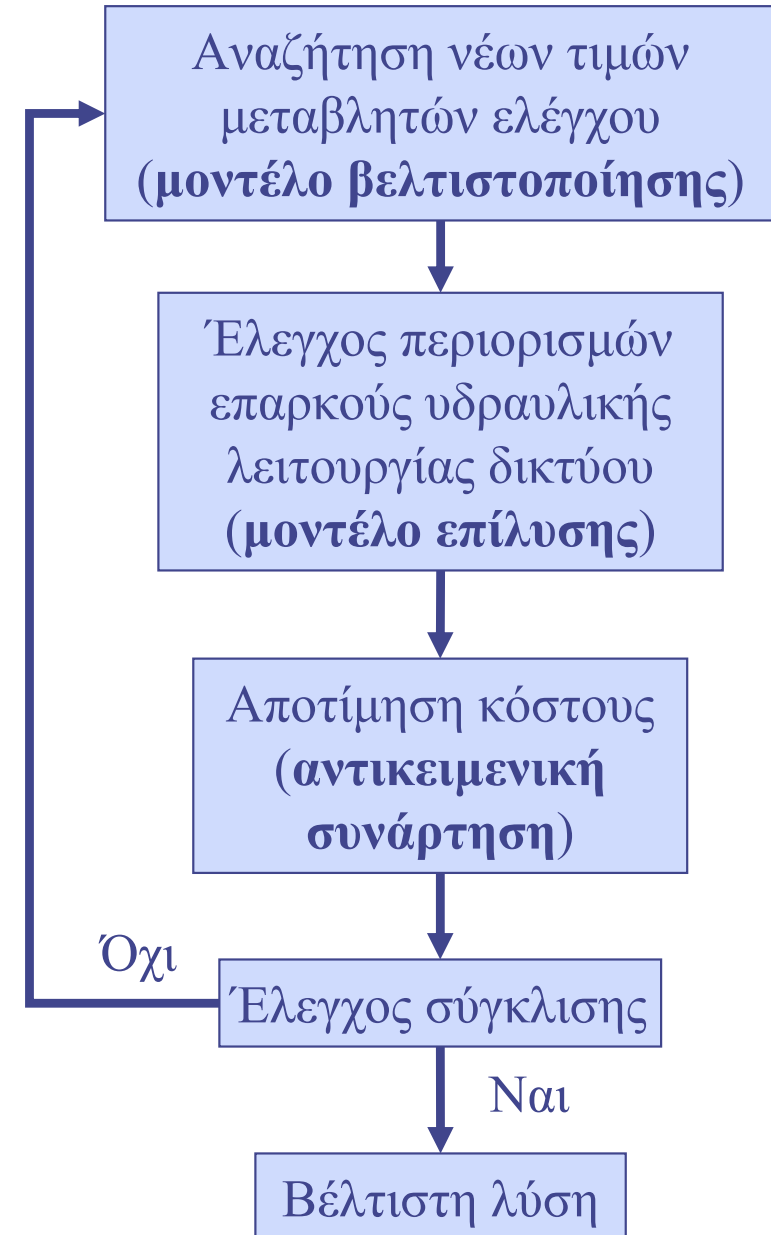 Αναζήτηση νέων τιμών
μεταβλητών ελέγχου
(μοντέλο βελτιστοποίησης)
Έλεγχος περιορισμών
επαρκούς υδραυλικής
λειτουργίας δικτύου
(μοντέλο επίλυσης)
Αποτίμηση κόστους
(αντικειμενική
συνάρτηση)
Όχι
Έλεγχος σύγκλισης
Ναι
Βέλτιστη λύση